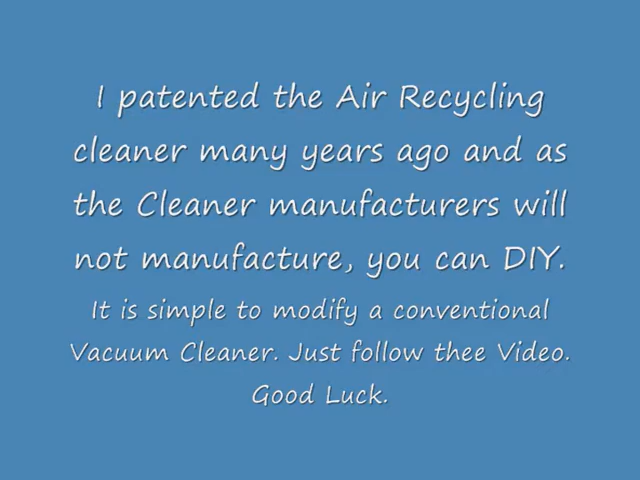 I patented the Air Recycling
cleaner many years ago and as
the Cleaner manufacturers will
not manufacture, you can DIY.
It is simple to modify a conventional
Vacuum Cleaner. Just follow thee Video.
Good Luck.